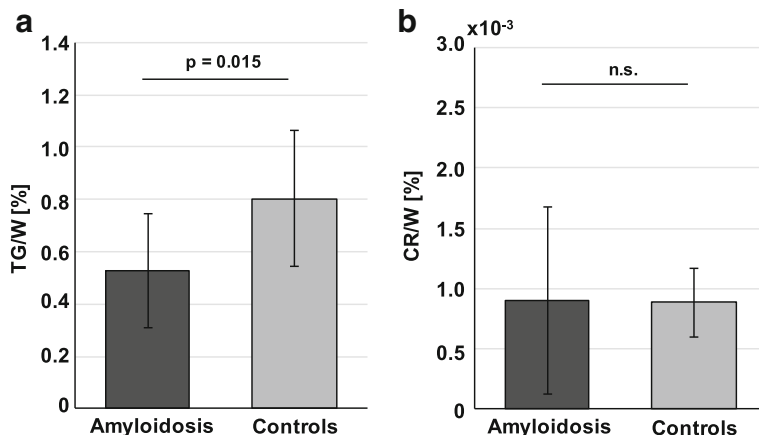 a
TG/W [%]
1.4
1.2
1.0
0.8
0.6
0.4
0.2
0
p = 0.015
Amyloidosis Controls
b
x10-3
CR/W [%]
3.0
2.5
2.0
1.5
1.0
0.5
0
n.s.
Amyloidosis Controls